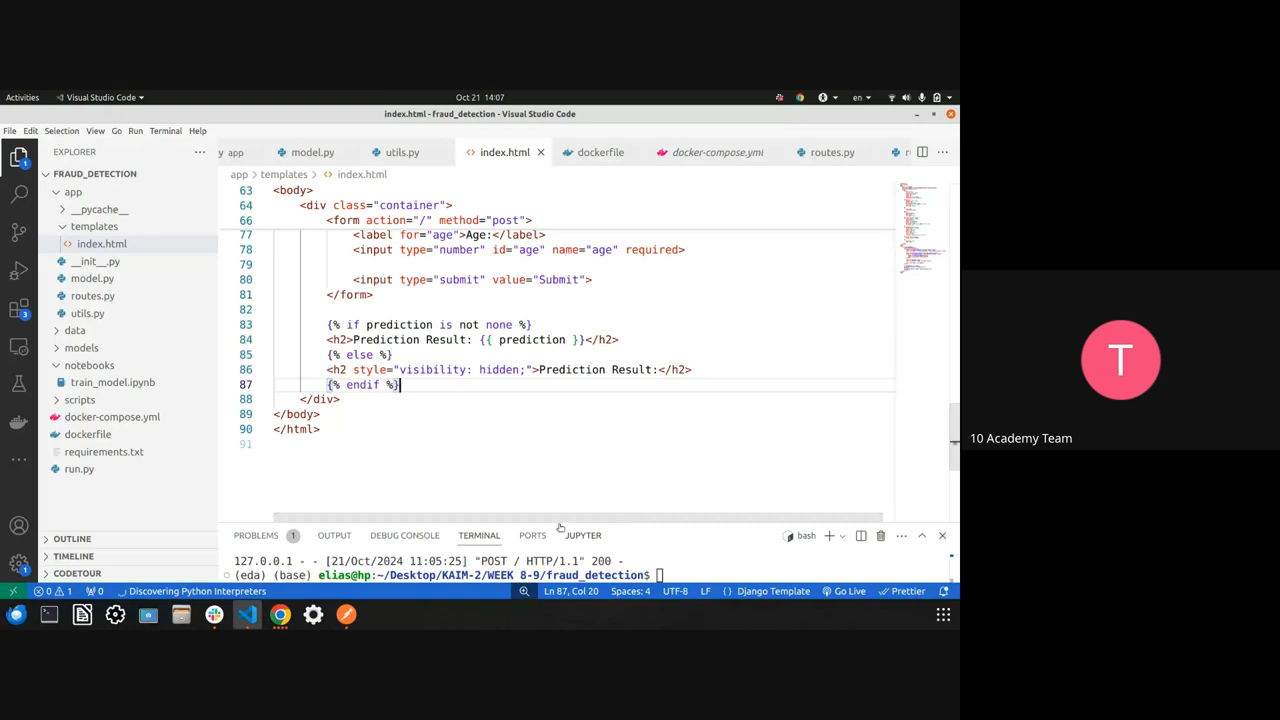 Activities
Visual Studio Code
Oct 21 14:07
en
index.html - fraud_detection - Visual Studio Code
File Edit Selection View Go Run Terminal Help
EXPLORER
y app
model.py
utils.py
index.html
dockerfile
docker-compose.yml
routes.py
app > templates > index.html
FRAUD_DETECTION
app
__pycache__
templates
index.html
__init__.py
model.py
routes.py
utils.py
data
models
notebooks
train_model.ipynb
scripts
docker-compose.yml
dockerfile
requirements.txt
run.py
OUTLINE
TIMELINE
CODETOUR
63 <body>
64 <div class="container">
66 <form action="/" method="post">
77 <label for="age">Age:</label>
78 <input type="number" id="age" name="age" required>
79
80 <input type="submit" value="Submit">
81 </form>
82
83 {% if prediction is not none %}
84 <h2>Prediction Result: {{ prediction }}</h2>
85 {% else %}
86 <h2 style="visibility: hidden;">Prediction Result:</h2>
87 {% endif %}
88 </div>
89 </body>
90 </html>
91
PROBLEMS 1 OUTPUT DEBUG CONSOLE TERMINAL PORTS JUPYTER
bash
127.0.0.1 - - [21/Oct/2024 11:05:25] "POST / HTTP/1.1" 200 -
(eda) (base) elias@hp:~/Desktop/KAIM-2/WEEK 8-9/fraud_detection$
0 1 0 Discovering Python Interpreters
Ln 87, Col 20 Spaces: 4 UTF-8 LF Django Template Go Live Prettier
T
10 Academy Team